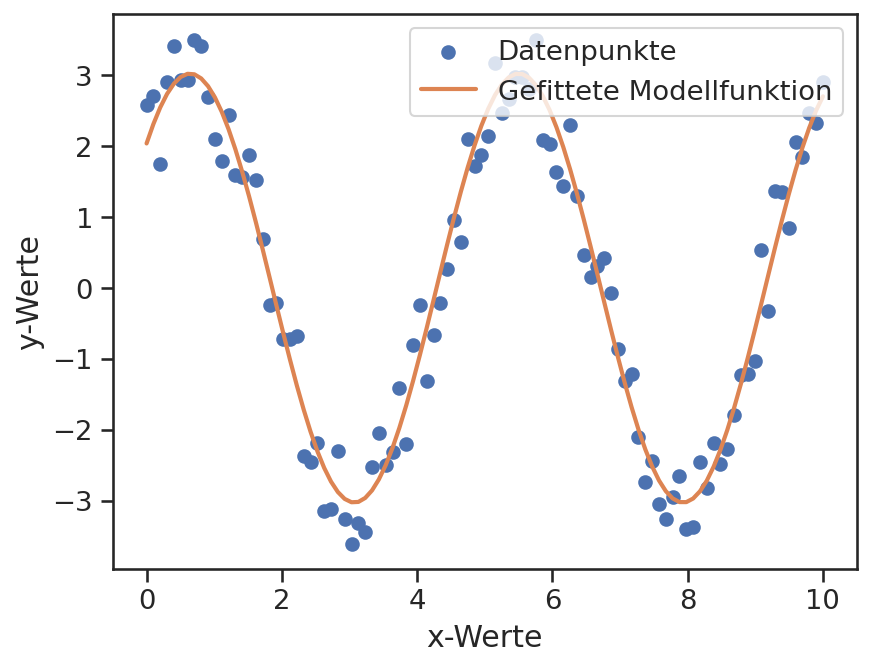 Datenpunkte
Gefittete Modellfunktion
y-Werte
3
2
1
0
−1
−2
−3
0 2 4 6 8 10
x-Werte